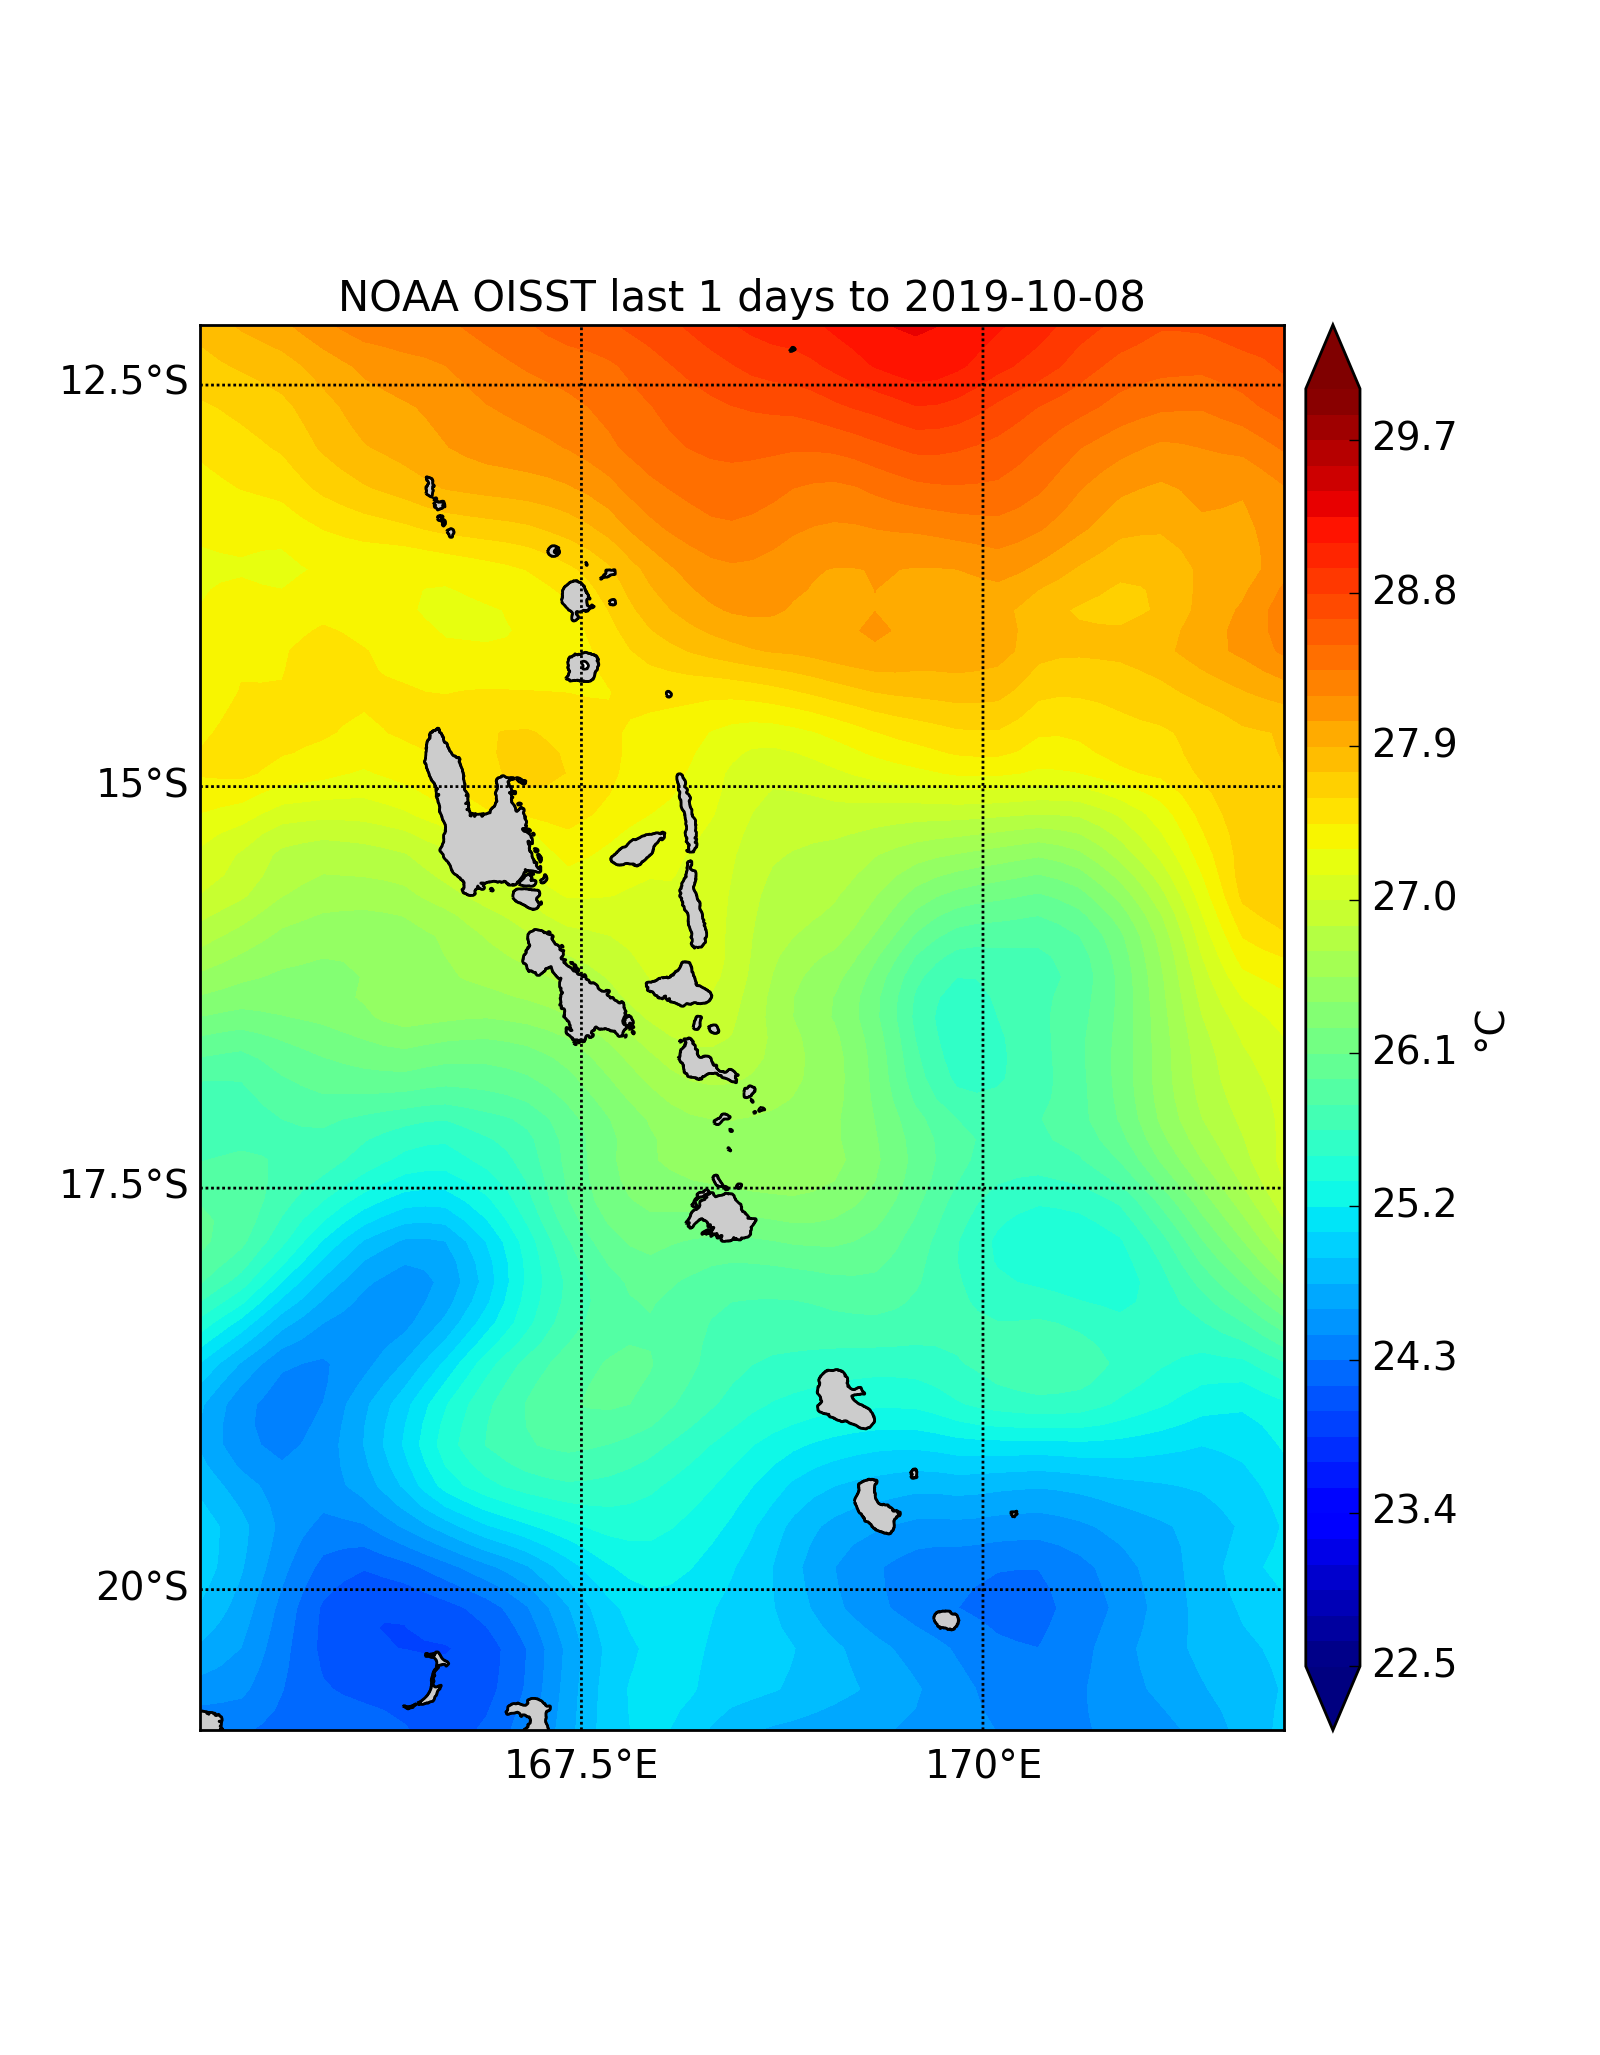 NOAA OISST last 1 days to 2019-10-08
12.5°S
15°S
17.5°S
20°S
167.5°E
170°E
29.7
28.8
27.9
27.0
26.1
25.2
24.3
23.4
22.5
°C